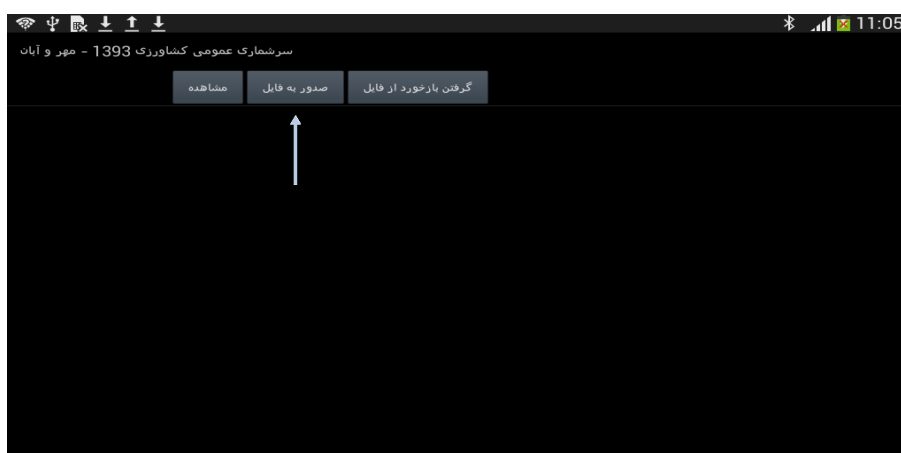 11:05
سرشماری عمومی کشاورزی 1393 - مهر و آبان
مشاهده صدور به فایل گرفتن بازخورد از فایل